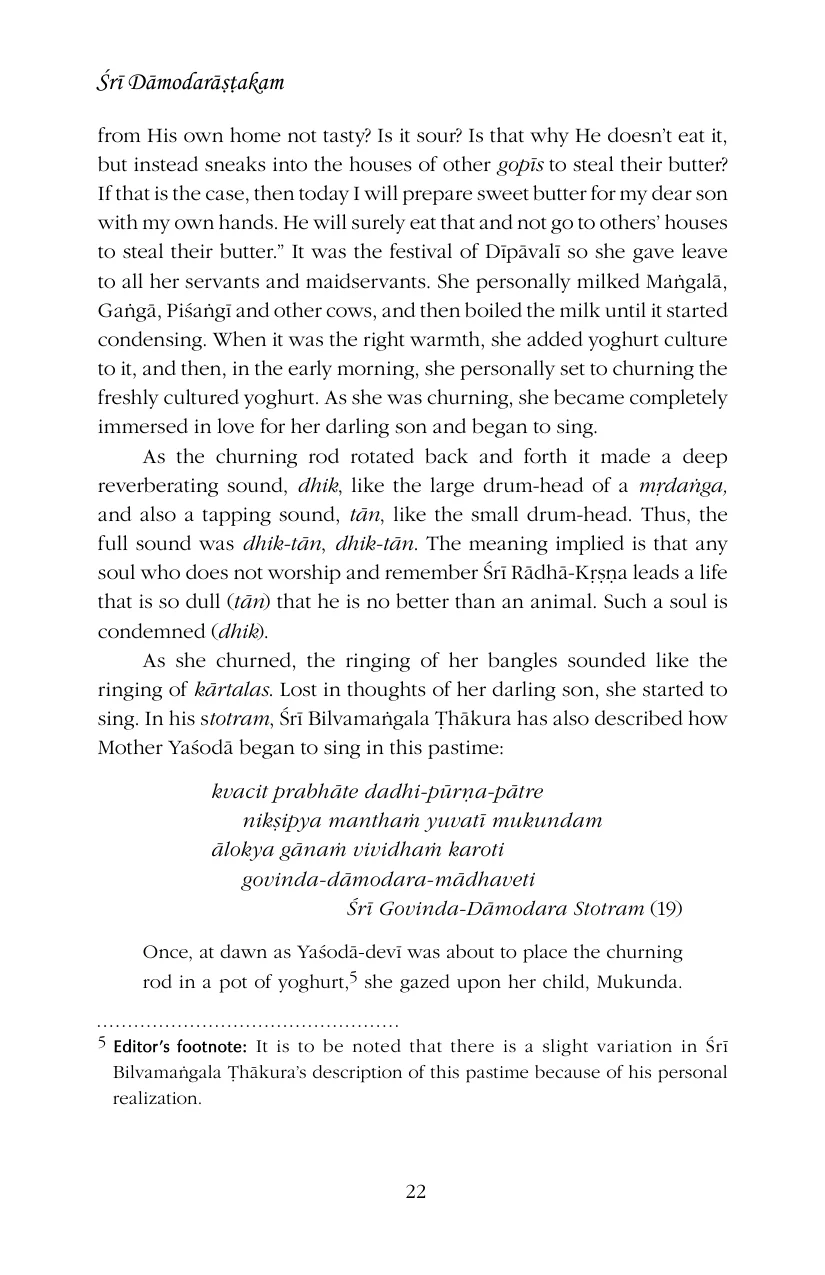 Śrī Dāmodarāṣṭakam
from His own home not tasty? Is it sour? Is that why He doesn’t eat it,
but instead sneaks into the houses of other gopīs to steal their butter?
If that is the case, then today I will prepare sweet butter for my dear son
with my own hands. He will surely eat that and not go to others’ houses
to steal their butter.” It was the festival of Dīpāvalī so she gave leave
to all her servants and maidservants. She personally milked Maṅgalā,
Gaṅgā, Piśaṅgī and other cows, and then boiled the milk until it started
condensing. When it was the right warmth, she added yoghurt culture
to it, and then, in the early morning, she personally set to churning the
freshly cultured yoghurt. As she was churning, she became completely
immersed in love for her darling son and began to sing.
As the churning rod rotated back and forth it made a deep
reverberating sound, dhik, like the large drum-head of a mṛdaṅga,
and also a tapping sound, tān, like the small drum-head. Thus, the
full sound was dhik-tān, dhik-tān. The meaning implied is that any
soul who does not worship and remember Śrī Rādhā-Kṛṣṇa leads a life
that is so dull (tān) that he is no better than an animal. Such a soul is
condemned (dhik).
As she churned, the ringing of her bangles sounded like the
ringing of kārtalas. Lost in thoughts of her darling son, she started to
sing. In his stotram, Śrī Bilvamaṅgala Ṭhākura has also described how
Mother Yaśodā began to sing in this pastime:
kvacit prabhāte dadhi-pūrṇa-pātre
nikṣipya manthaṁ yuvatī mukundam
ālokya gānaṁ vividhaṁ karoti
govinda-dāmodara-mādhaveti
Śrī Govinda-Dāmodara Stotram (19)
Once, at dawn as Yaśodā-devī was about to place the churning
rod in a pot of yoghurt,5 she gazed upon her child, Mukunda.
5 Editor’s footnote: It is to be noted that there is a slight variation in Śrī
Bilvamaṅgala Ṭhākura’s description of this pastime because of his personal
realization.
22